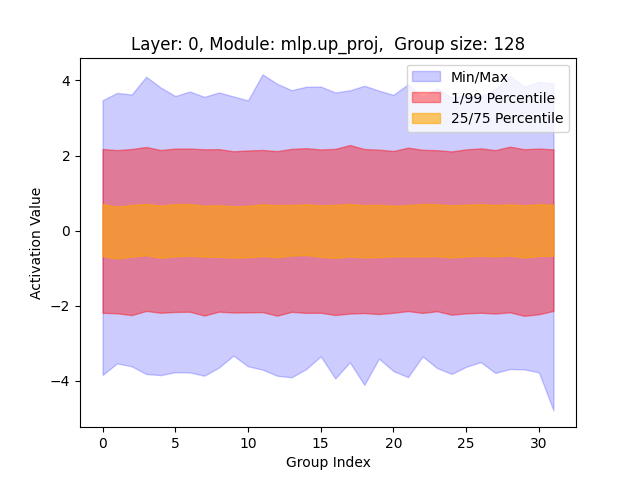 Layer: 0, Module: mlp.up_proj,  Group size: 128
Min/Max
1/99 Percentile
25/75 Percentile
Activation Value
4
2
0
−2
−4
0
5
10
15
20
25
30
Group Index